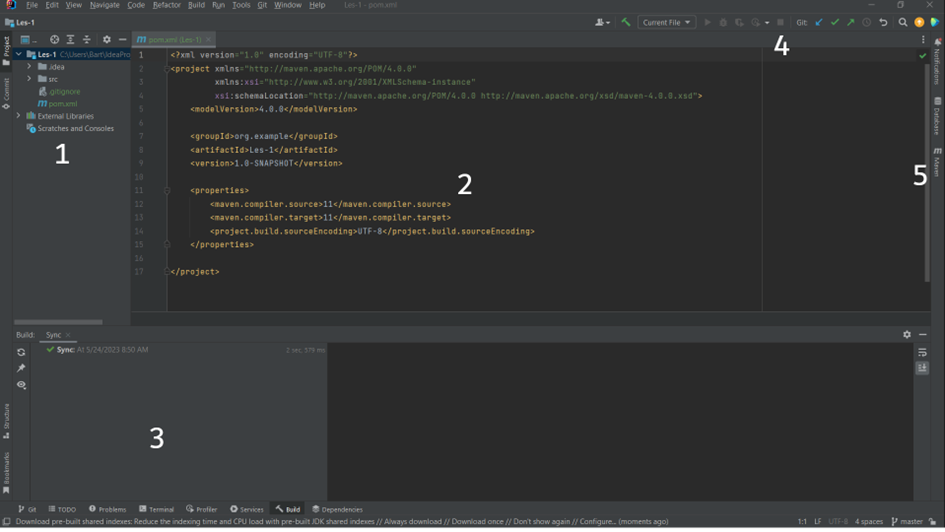 File Edit View Navigate Code Refactor Build Run Tools Git Window Help Les-1 - pom.xml
Les-1
Current File
Git:
4
Project
Commit
Structure
Bookmarks
Les-1 C:\Users\Bart\IdeaPro
.idea
src
.gitignore
pom.xml
External Libraries
Scratches and Consoles
1
pom.xml (Les-1)
1 <?xml version="1.0" encoding="UTF-8"?>
2 <project xmlns="http://maven.apache.org/POM/4.0.0"
3 xmlns:xsi="http://www.w3.org/2001/XMLSchema-instance"
4 xsi:schemaLocation="http://maven.apache.org/POM/4.0.0 http://maven.apache.org/xsd/maven-4.0.0.xsd">
5 <modelVersion>4.0.0</modelVersion>
6
7 <groupId>org.example</groupId>
8 <artifactId>Les-1</artifactId>
9 <version>1.0-SNAPSHOT</version>
10
11 <properties>
12 <maven.compiler.source>11</maven.compiler.source>
13 <maven.compiler.target>11</maven.compiler.target>
14 <project.build.sourceEncoding>UTF-8</project.build.sourceEncoding>
15 </properties>
16
17 </project>
2
Notifications
Database
Maven
5
Build: Sync
Sync: At 5/24/2023 8:50 AM 2 sec, 379 ms
3
Git TODO Problems Terminal Profiler Services Build Dependencies
Download pre-built shared indexes: Reduce the indexing time and CPU load with pre-built JDK shared indexes // Always download // Download once // Don't show again // Configure... (moments ago) 1:1 LF UTF-8 4 spaces master